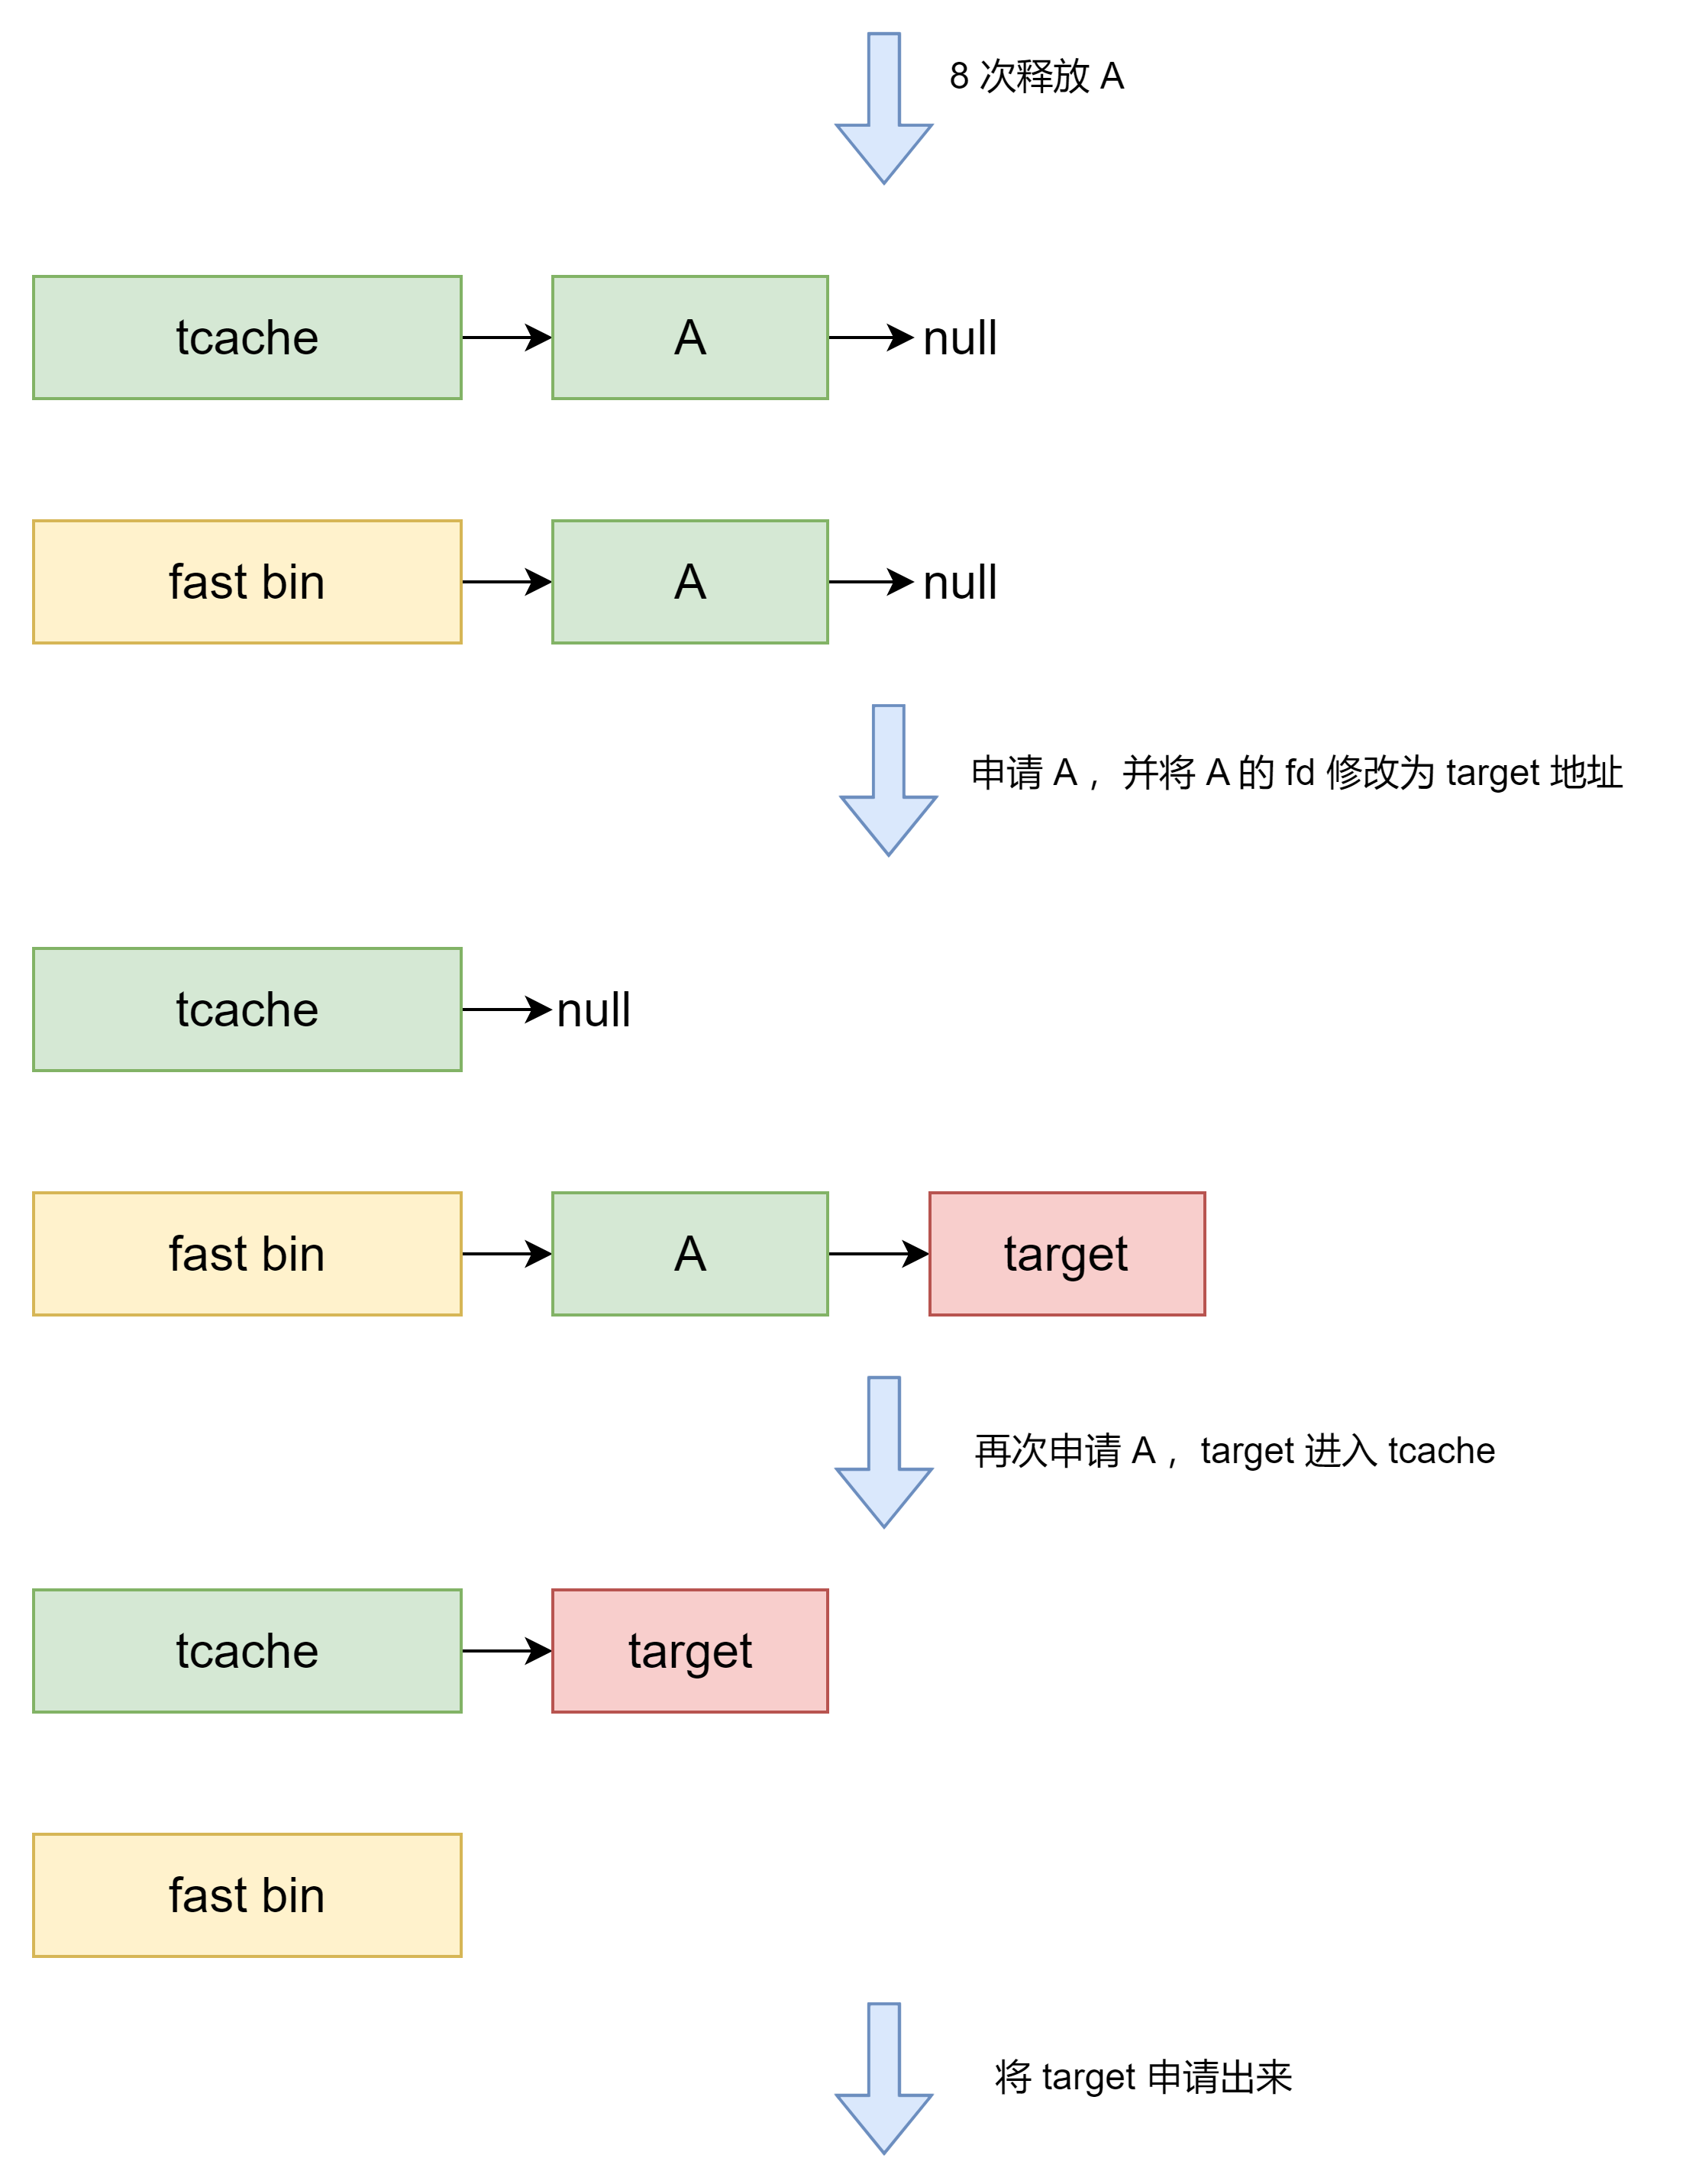 8 次释放 A
tcache
A
null
fast bin
A
null
申请 A ，并将 A 的 fd 修改为 target 地址
tcache
null
fast bin
A
target
再次申请 A ，target 进入 tcache
tcache
target
fast bin
将 target 申请出来